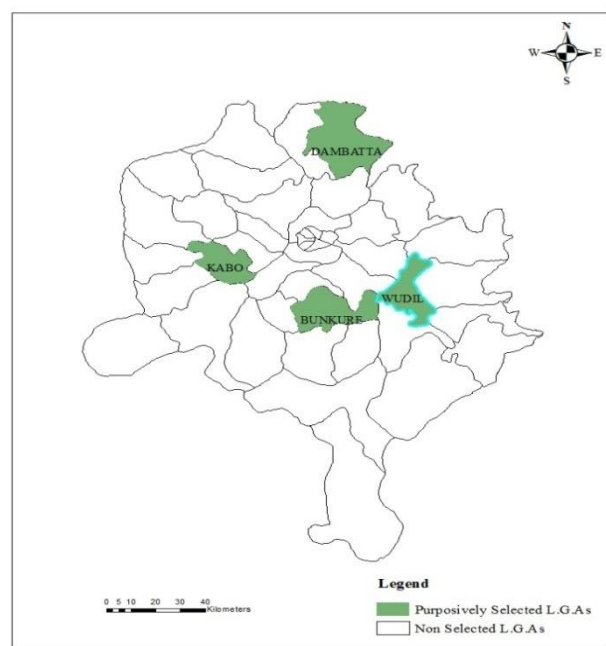 N
W E
S
DAMBATTA
KABO
WUDIL
BUNKURE
Legend
0 5 10 20 30 40
Kilometers
Purposively Selected L.G.As
Non Selected L.G.As